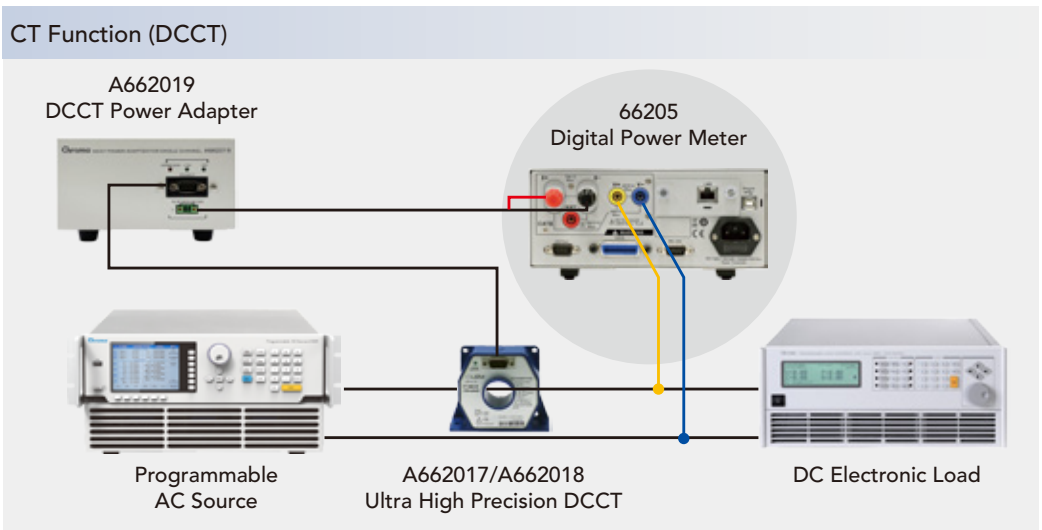 CT Function (DCCT)
A662019
DCCT Power Adapter
66205
Digital Power Meter
Chroma
Programmable
AC Source
A662017/A662018
Ultra High Precision DCCT
DC Electronic Load